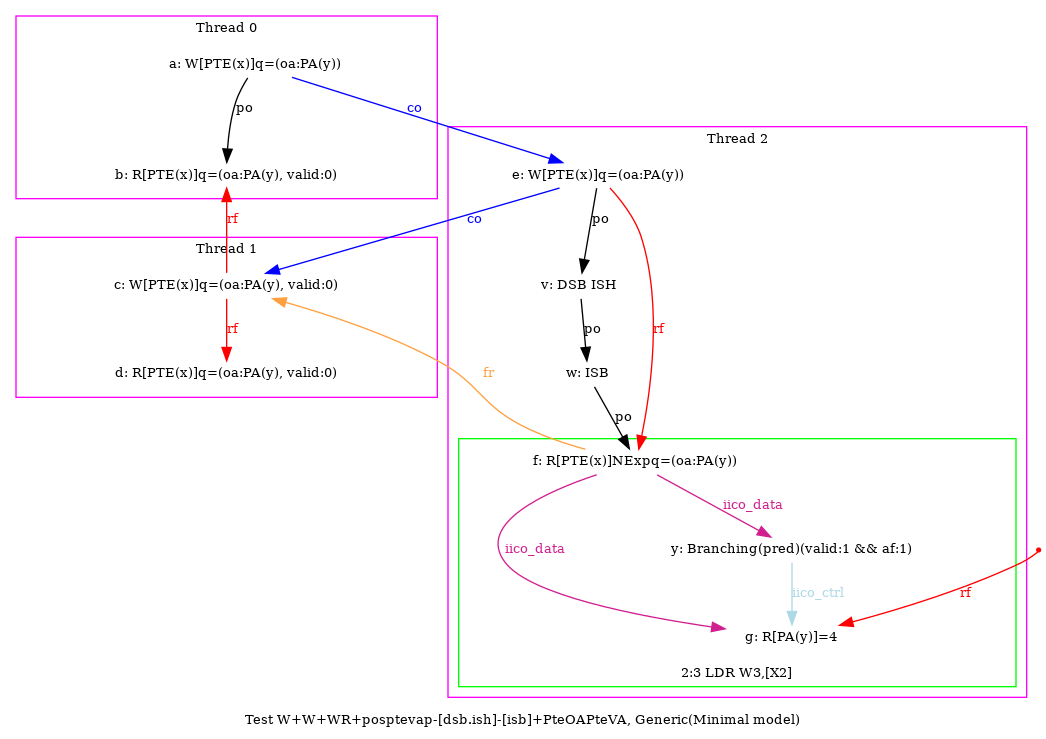 Thread 0
a: W[PTE(x)]q=(oa:PA(y))
po
co
b: R[PTE(x)]q=(oa:PA(y), valid:0)
Thread 2
e: W[PTE(x)]q=(oa:PA(y))
rf
co
po
Thread 1
c: W[PTE(x)]q=(oa:PA(y), valid:0)
v: DSB ISH
rf
po
rf
d: R[PTE(x)]q=(oa:PA(y), valid:0)
fr
w: ISB
po
f: R[PTE(x)]NExpq=(oa:PA(y))
iico_data
iico_data
y: Branching(pred)(valid:1 && af:1)
iico_ctrl
rf
g: R[PA(y)]=4
2:3 LDR W3,[X2]
Test W+W+WR+posptevap-[dsb.ish]-[isb]+PteOAPteVA, Generic(Minimal model)